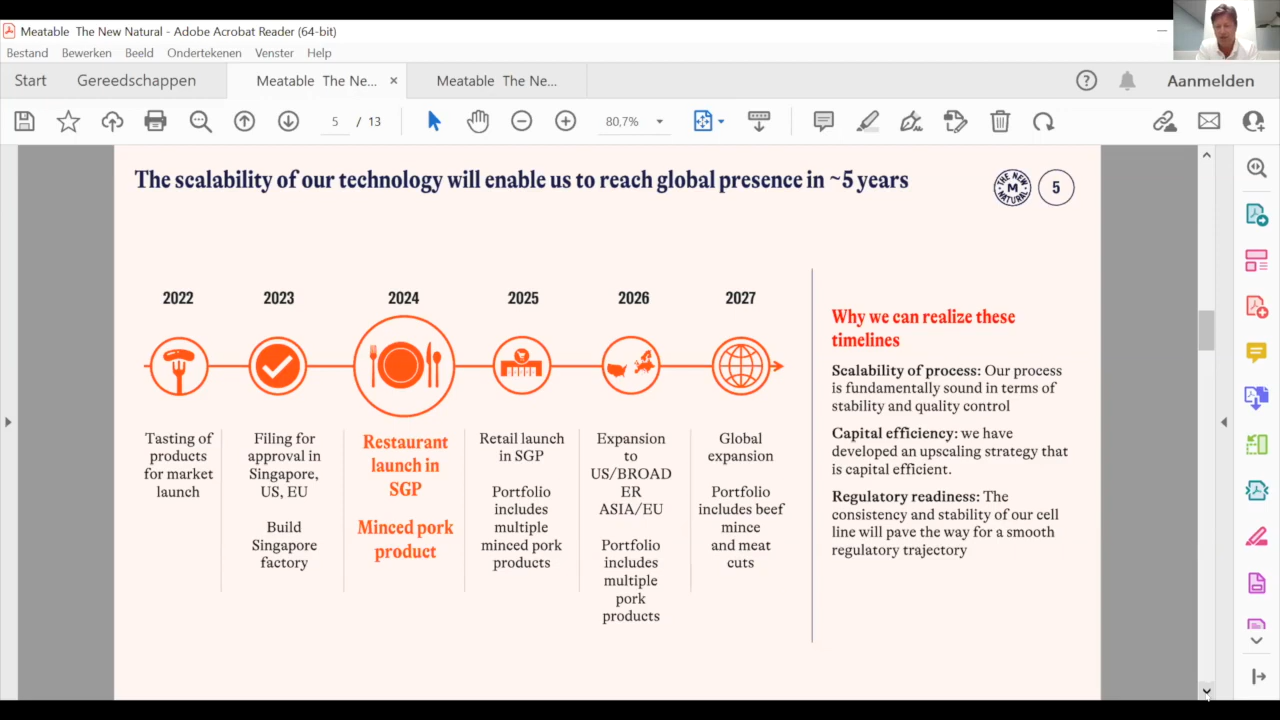 Meatable The New Natural - Adobe Acrobat Reader (64-bit)
Bestand Bewerken Beeld Ondertekenen Venster Help
Start Gereedschappen Meatable The Ne... × Meatable The Ne... Aanmelden
5 / 13 80,7%
The scalability of our technology will enable us to reach global presence in ~5 years
THE NEW
M
NATURAL
5
2022
Tasting of
products
for market
launch
2023
Filing for
approval in
Singapore,
US, EU
Build
Singapore
factory
2024
Restaurant
launch in
SGP
Minced pork
product
2025
Retail launch
in SGP
Portfolio
includes
multiple
minced pork
products
2026
Expansion
to
US/BROAD
ER
ASIA/EU
Portfolio
includes
multiple
pork
products
2027
Global
expansion
Portfolio
includes beef
mince
and meat
cuts
Why we can realize these
timelines
Scalability of process: Our process
is fundamentally sound in terms of
stability and quality control
Capital efficiency: we have
developed an upscaling strategy that
is capital efficient.
Regulatory readiness: The
consistency and stability of our cell
line will pave the way for a smooth
regulatory trajectory